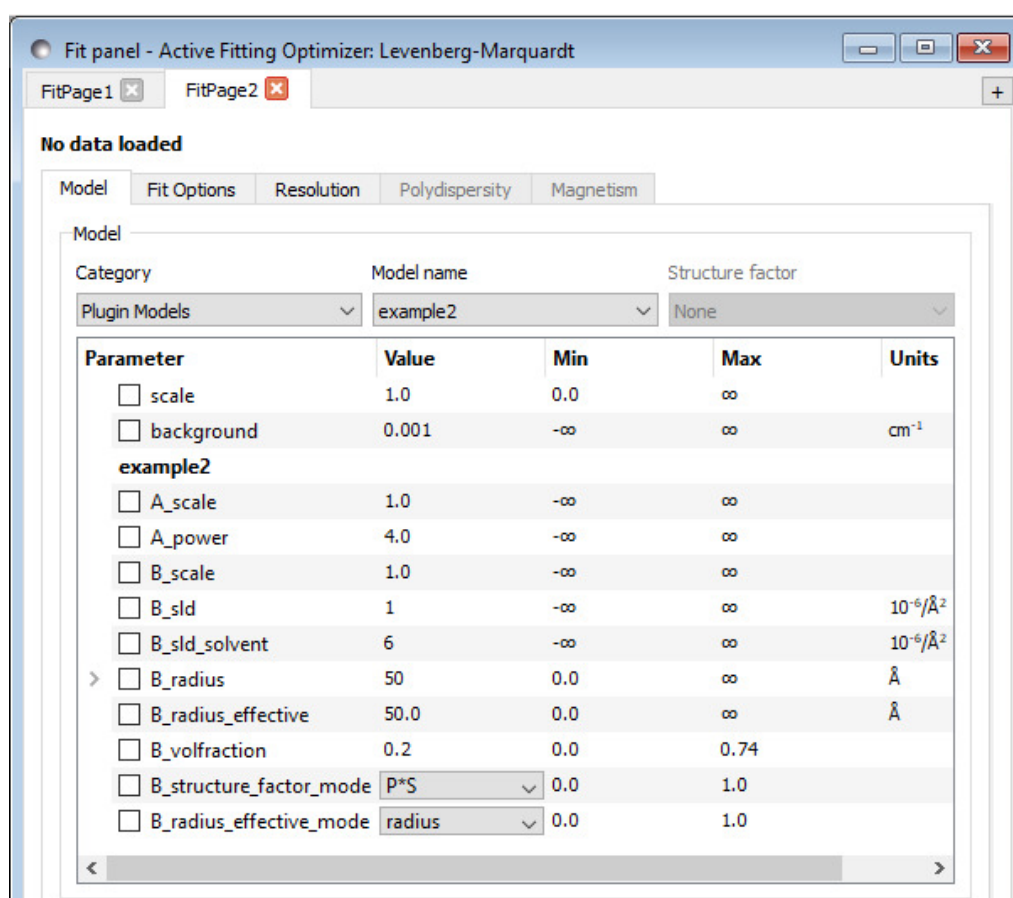 Fit panel - Active Fitting Optimizer: Levenberg-Marquardt
FitPage1 FitPage2 +
No data loaded
Model Fit Options Resolution Polydispersity Magnetism
Model
Category Model name Structure factor
Plugin Models example2 None
Parameter Value Min Max Units
scale 1.0 0.0 ∞
background 0.001 -∞ ∞ cm⁻¹
example2
A_scale 1.0 -∞ ∞
A_power 4.0 -∞ ∞
B_scale 1.0 -∞ ∞
B_sld 1 -∞ ∞ 10⁻⁶/Å²
B_sld_solvent 6 -∞ ∞ 10⁻⁶/Å²
B_radius 50 0.0 ∞ Å
B_radius_effective 50.0 0.0 ∞ Å
B_volfraction 0.2 0.0 0.74
B_structure_factor_mode P*S 0.0 1.0
B_radius_effective_mode radius 0.0 1.0